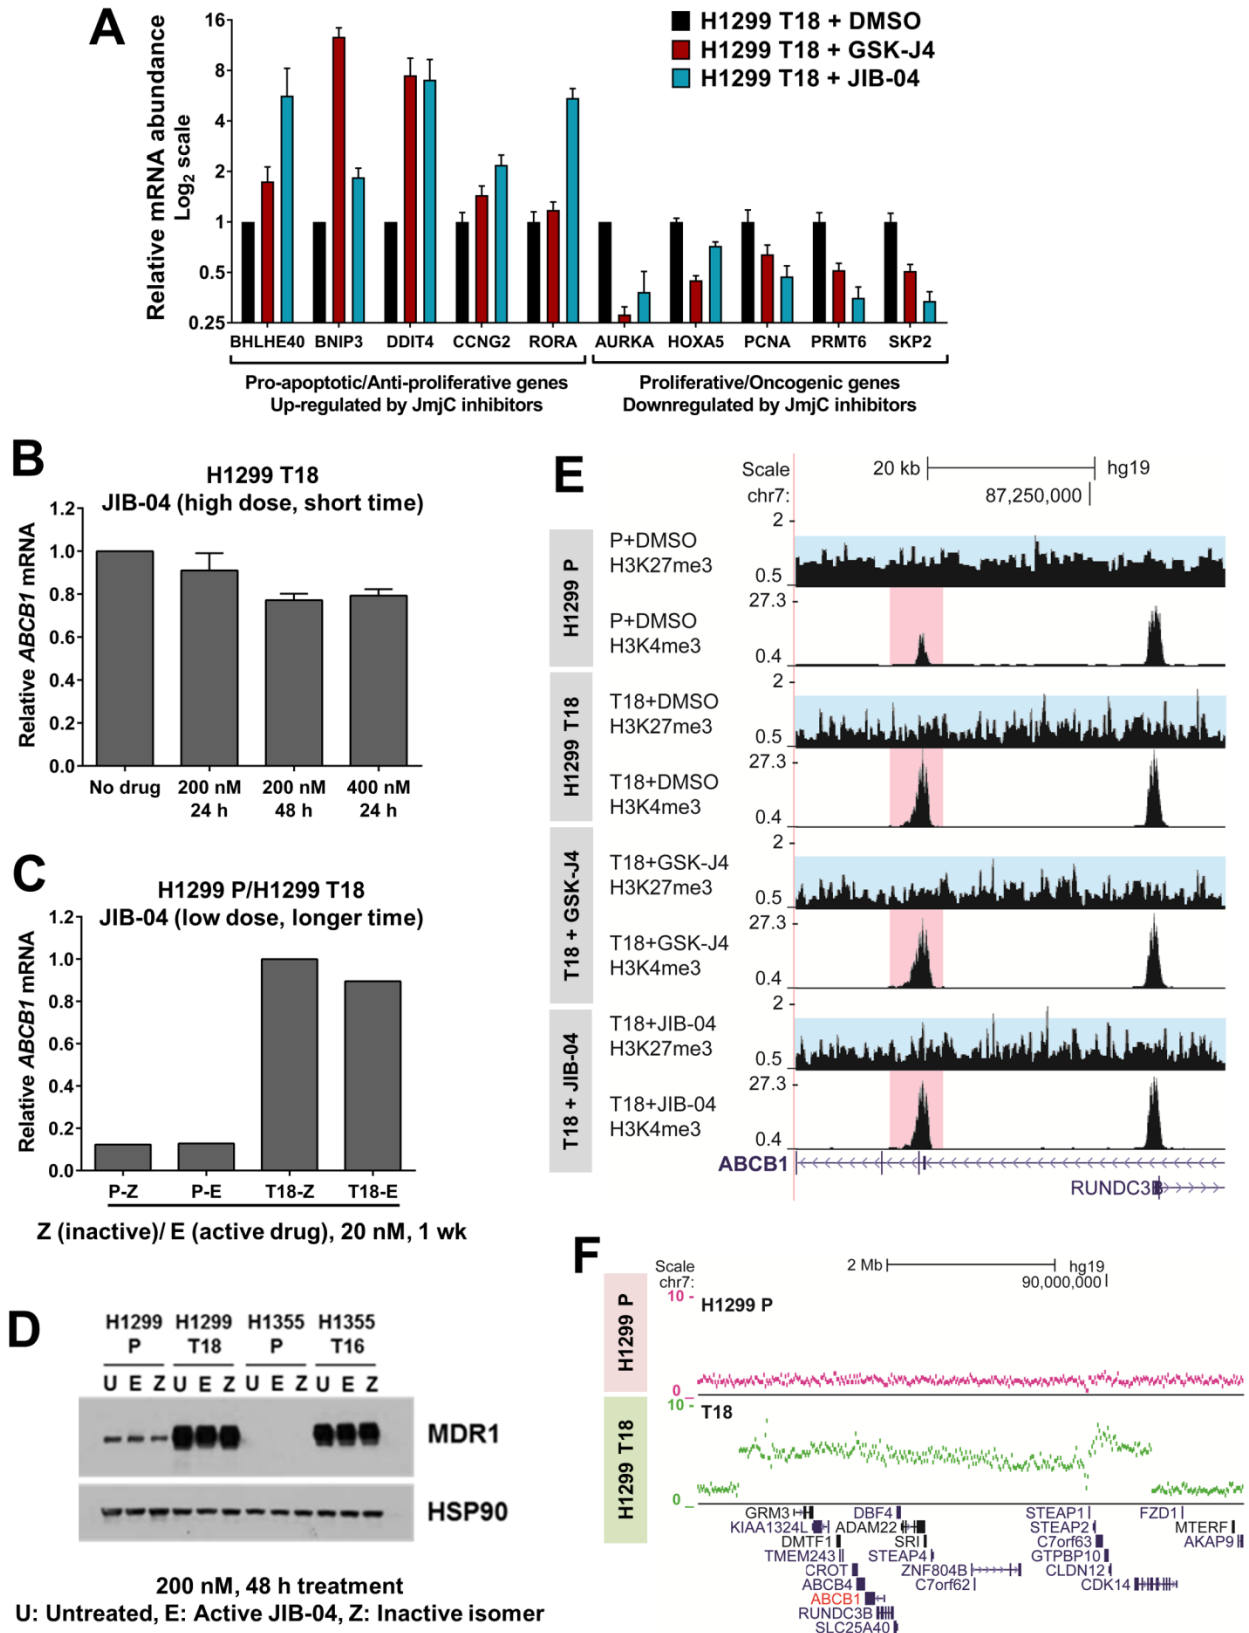 A
Relative mRNA abundance
Log2 scale
16
8
4
2
1
0.5
0.25
H1299 T18 + DMSO
H1299 T18 + GSK-J4
H1299 T18 + JIB-04
BHLHE40 BNIP3 DDIT4 CCNG2 RORA AURKA HOXA5 PCNA PRMT6 SKP2
Pro-apoptotic/Anti-proliferative genes
Up-regulated by JmjC inhibitors
Proliferative/Oncogenic genes
Downregulated by JmjC inhibitors
B
H1299 T18
JIB-04 (high dose, short time)
Relative ABCB1 mRNA
1.2
1.0
0.8
0.6
0.4
0.2
0.0
No drug 200 nM 200 nM 400 nM
24 h 48 h 24 h
C
H1299 P/H1299 T18
JIB-04 (low dose, longer time)
Relative ABCB1 mRNA
1.2
1.0
0.8
0.6
0.4
0.2
0.0
P-Z P-E T18-Z T18-E
Z (inactive)/ E (active drug), 20 nM, 1 wk
D
H1299 H1299 H1355 H1355
P T18 P T16
U E Z U E Z U E Z U E Z
MDR1
HSP90
200 nM, 48 h treatment
U: Untreated, E: Active JIB-04, Z: Inactive isomer
E
Scale 20 kb hg19
chr7: 87,250,000
H1299 P
P+DMSO
H3K27me3
2
0.5
P+DMSO
H3K4me3
27.3
0.4
H1299 T18
T18+DMSO
H3K27me3
2
0.5
T18+DMSO
H3K4me3
27.3
0.4
T18 + GSK-J4
T18+GSK-J4
H3K27me3
2
0.5
T18+GSK-J4
H3K4me3
27.3
0.4
T18 + JIB-04
T18+JIB-04
H3K27me3
2
0.5
T18+JIB-04
H3K4me3
27.3
0.4
ABCB1
RUNDC3B
F
Scale 2 Mb hg19
chr7: 90,000,000
H1299 P
10
H1299 P
0
H1299 T18
10
T18
0
GRM3 DBF4 STEAP1 FZD1
KIAA1324L ADAM22 STEAP2 MTERF
DMTF1 SRI C7orf63 AKAP9
TMEM243 STEAP4 GTPBP10
CROT ZNF804B CLDN12
ABCB4 C7orf62 CDK14
ABCB1
RUNDC3B
SLC25A40